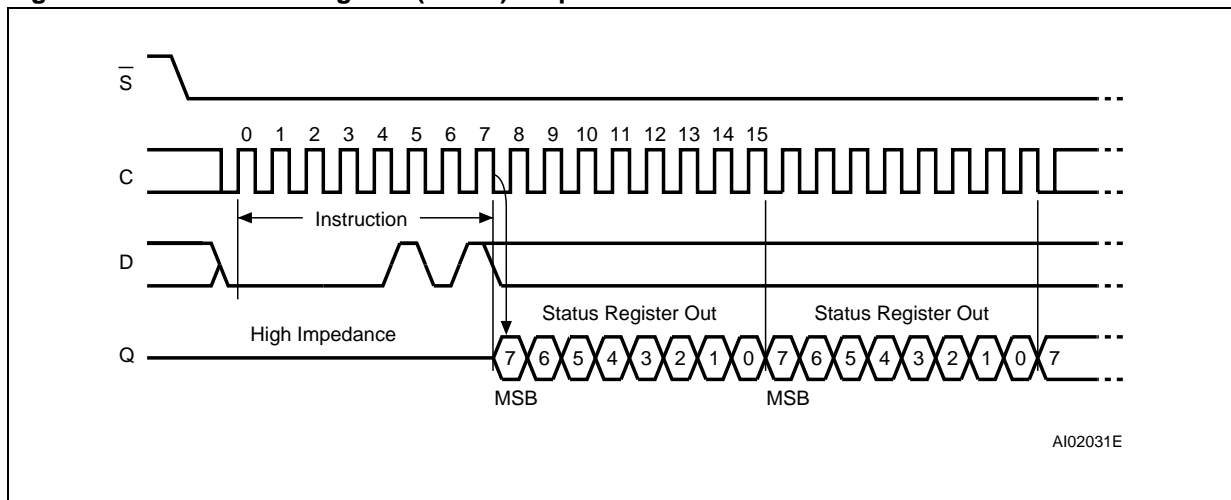 S
0 1 2 3 4 5 6 7 8 9 10 11 12 13 14 15
C
Instruction
D
Status Register Out Status Register Out
High Impedance
Q 7 6 5 4 3 2 1 0 7 6 5 4 3 2 1 0 7
MSB MSB
AI02031E